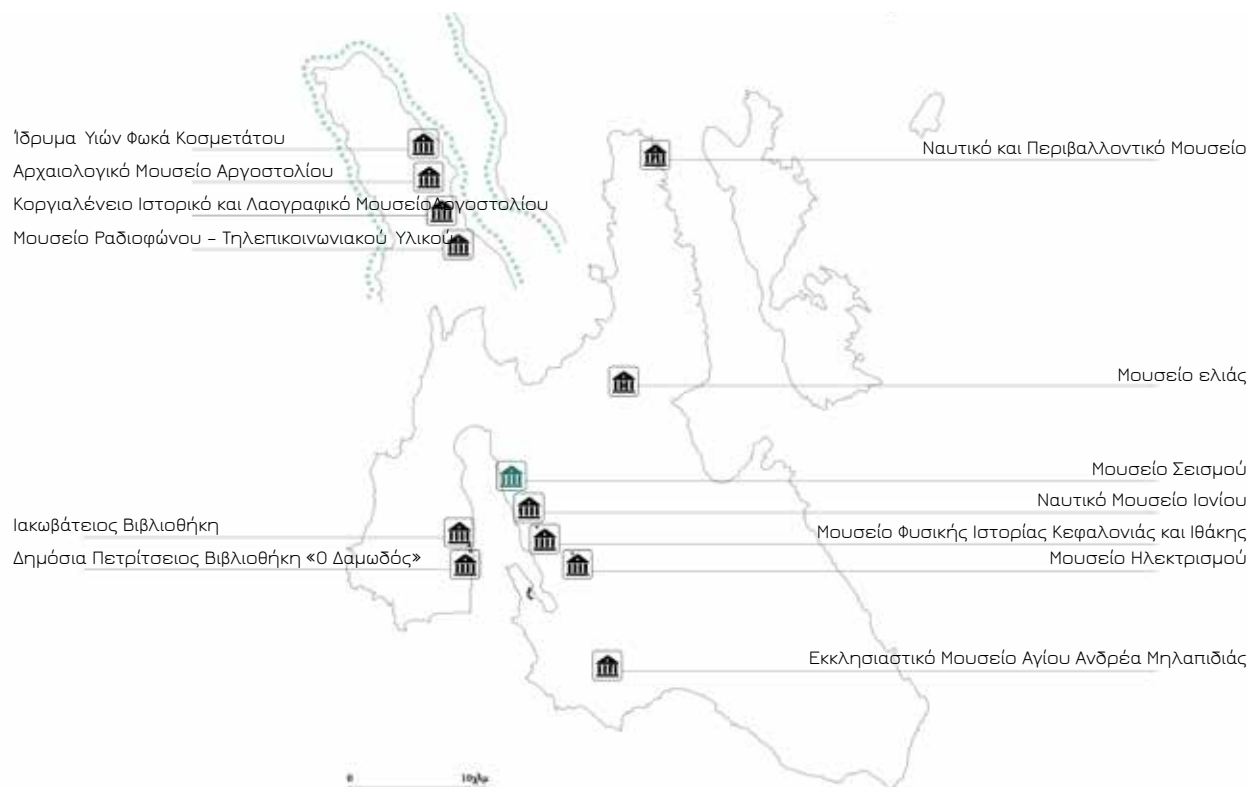 Ίδρυμα Υιών Φωκά Κοσμετάτου
Αρχαιολογικό Μουσείο Αργοστολίου
Κοργιαλένειο Ιστορικό και Λαογραφικό Μουσείο Αργοστολίου
Μουσείο Ραδιοφώνου – Τηλεπικοινωνιακού Υλικού
Ναυτικό και Περιβαλλοντικό Μουσείο
Μουσείο ελιάς
Μουσείο Σεισμού
Ναυτικό Μουσείο Ιονίου
Μουσείο Φυσικής Ιστορίας Κεφαλονιάς και Ιθάκης
Μουσείο Ηλεκτρισμού
Ιακωβάτειος Βιβλιοθήκη
Δημόσια Πετρίτσειος Βιβλιοθήκη «Ο Δαμωδός»
Εκκλησιαστικό Μουσείο Αγίου Ανδρέα Μηλαπιδιάς
0 10χλμ